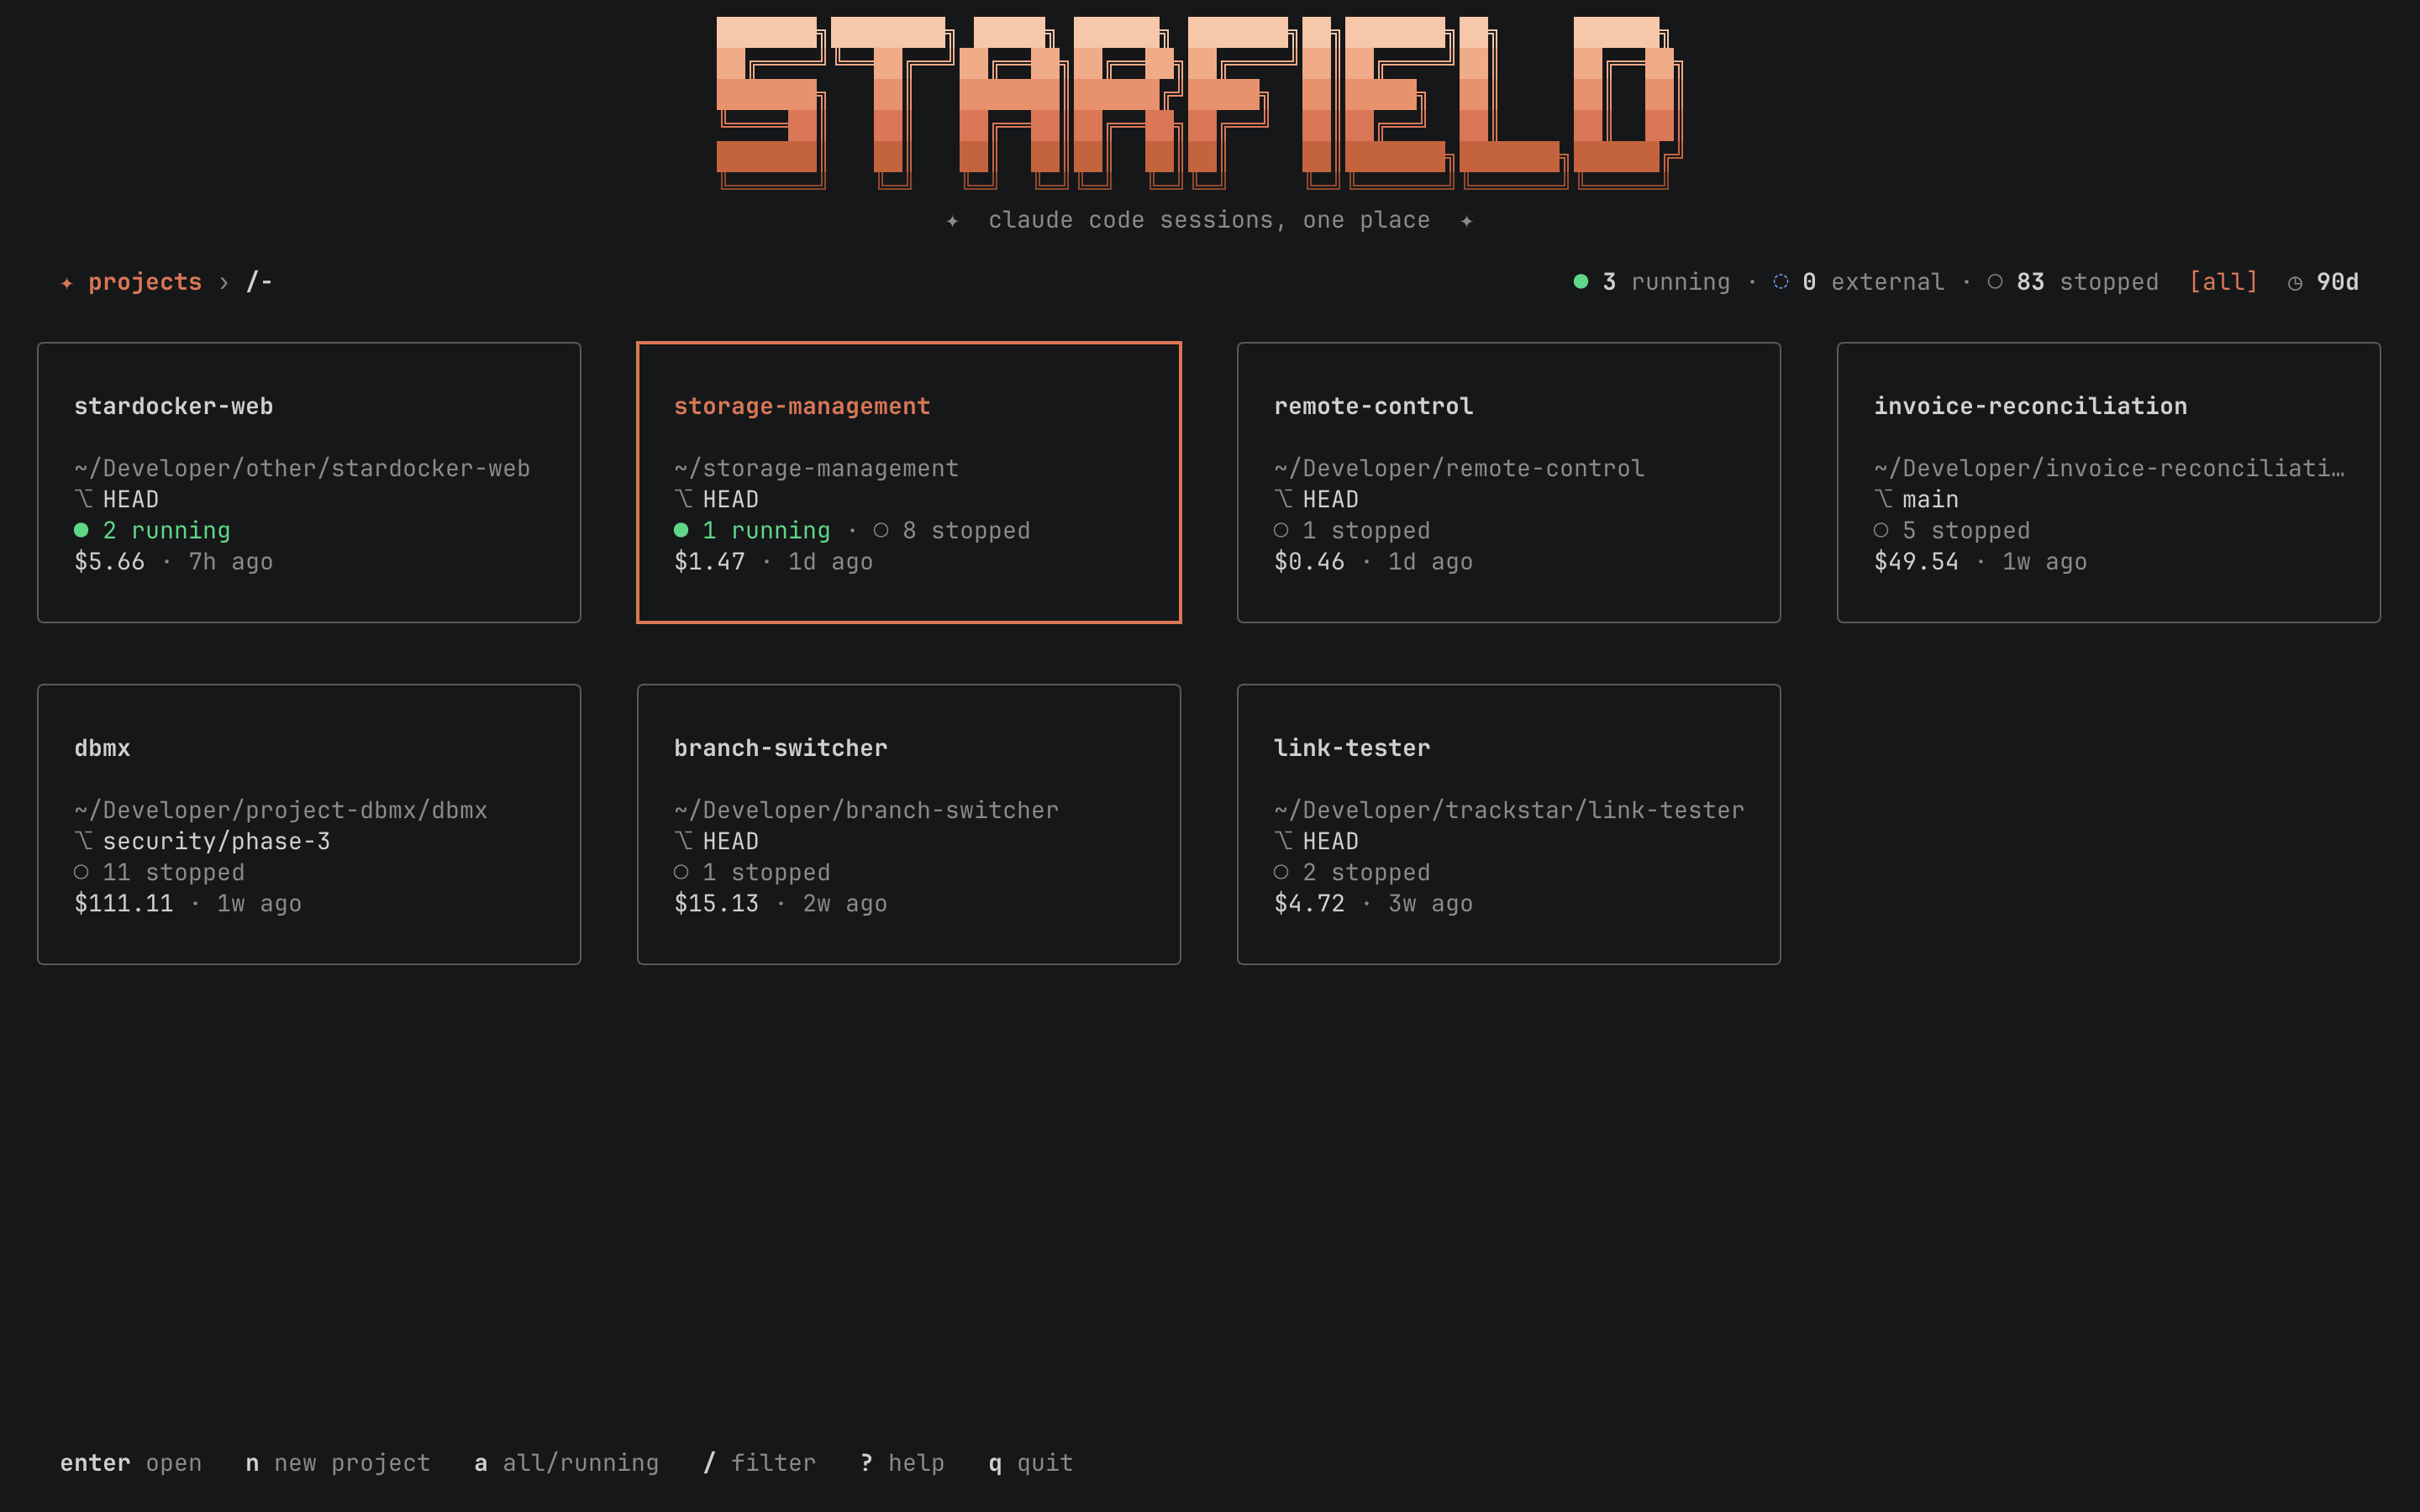 STARFIELD
✦ claude code sessions, one place ✦
✦ projects › /-
● 3 running · ◌ 0 external · ○ 83 stopped [all] ◷ 90d
stardocker-web
~/Developer/other/stardocker-web
⌥ HEAD
● 2 running
$5.66 · 7h ago
storage-management
~/storage-management
⌥ HEAD
● 1 running · ○ 8 stopped
$1.47 · 1d ago
remote-control
~/Developer/remote-control
⌥ HEAD
○ 1 stopped
$0.46 · 1d ago
invoice-reconciliation
~/Developer/invoice-reconciliati…
⌥ main
○ 5 stopped
$49.54 · 1w ago
dbmx
~/Developer/project-dbmx/dbmx
⌥ security/phase-3
○ 11 stopped
$111.11 · 1w ago
branch-switcher
~/Developer/branch-switcher
⌥ HEAD
○ 1 stopped
$15.13 · 2w ago
link-tester
~/Developer/trackstar/link-tester
⌥ HEAD
○ 2 stopped
$4.72 · 3w ago
enter open n new project a all/running / filter ? help q quit